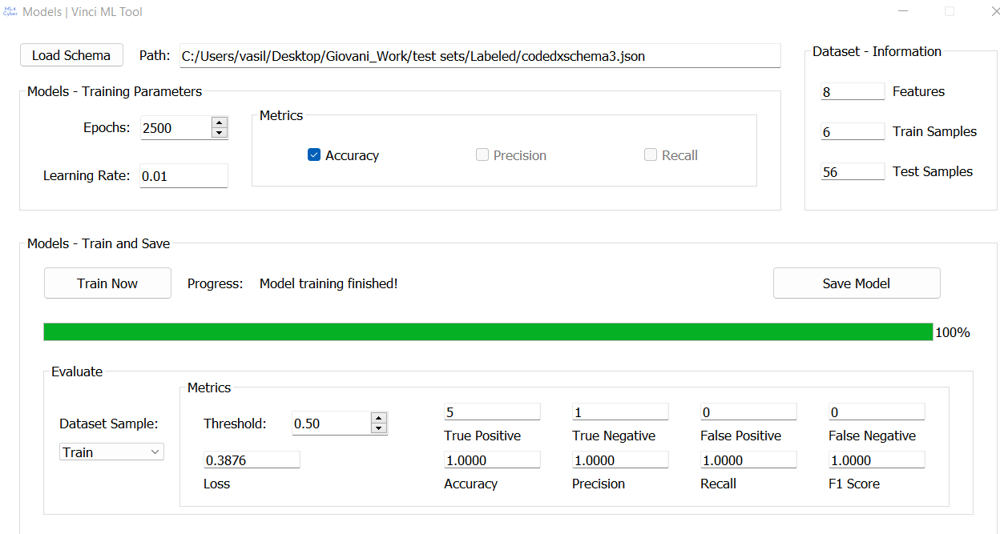 ML4
Cyber
Models | Vinci ML Tool
Load Schema Path: C:/Users/vasil/Desktop/Giovani_Work/test sets/Labeled/codedxschema3.json
Dataset - Information
8 Features
6 Train Samples
56 Test Samples
Models - Training Parameters
Epochs: 2500
Learning Rate: 0.01
Metrics
Accuracy Precision Recall
Models - Train and Save
Train Now Progress: Model training finished! Save Model
100%
Evaluate
Dataset Sample:
Train
Metrics
Threshold: 0.50
0.3876
Loss
5 1 0 0
True Positive True Negative False Positive False Negative
1.0000 1.0000 1.0000 1.0000
Accuracy Precision Recall F1 Score